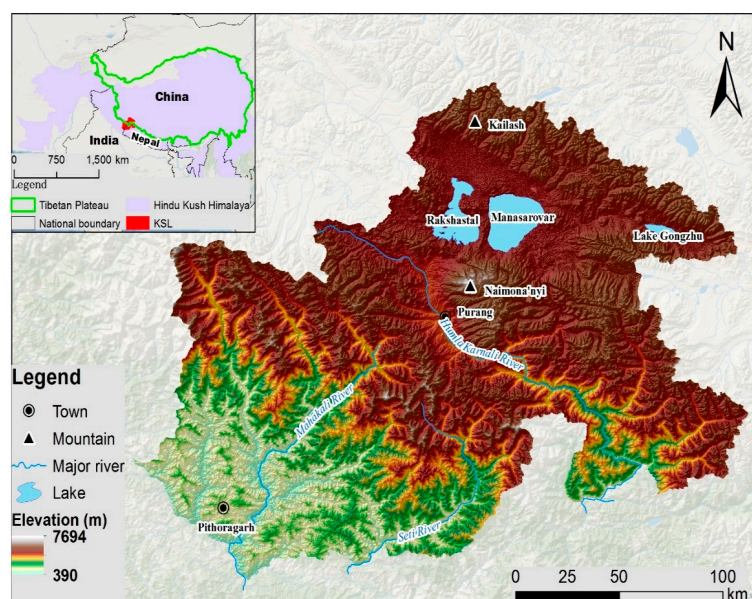 China
India
Nepal
0 750 1,500 km
Legend
Tibetan Plateau
Hindu Kush Himalaya
National boundary
KSL
N
Kailash
Rakshastal
Manasarovar
Lake Gongzhu
Naimona'nyi
Purang
Humla Karnali River
Mahakali River
Seti River
Pithoragarh
Legend
Town
Mountain
Major river
Lake
Elevation (m)
7694
390
0 25 50 100
km